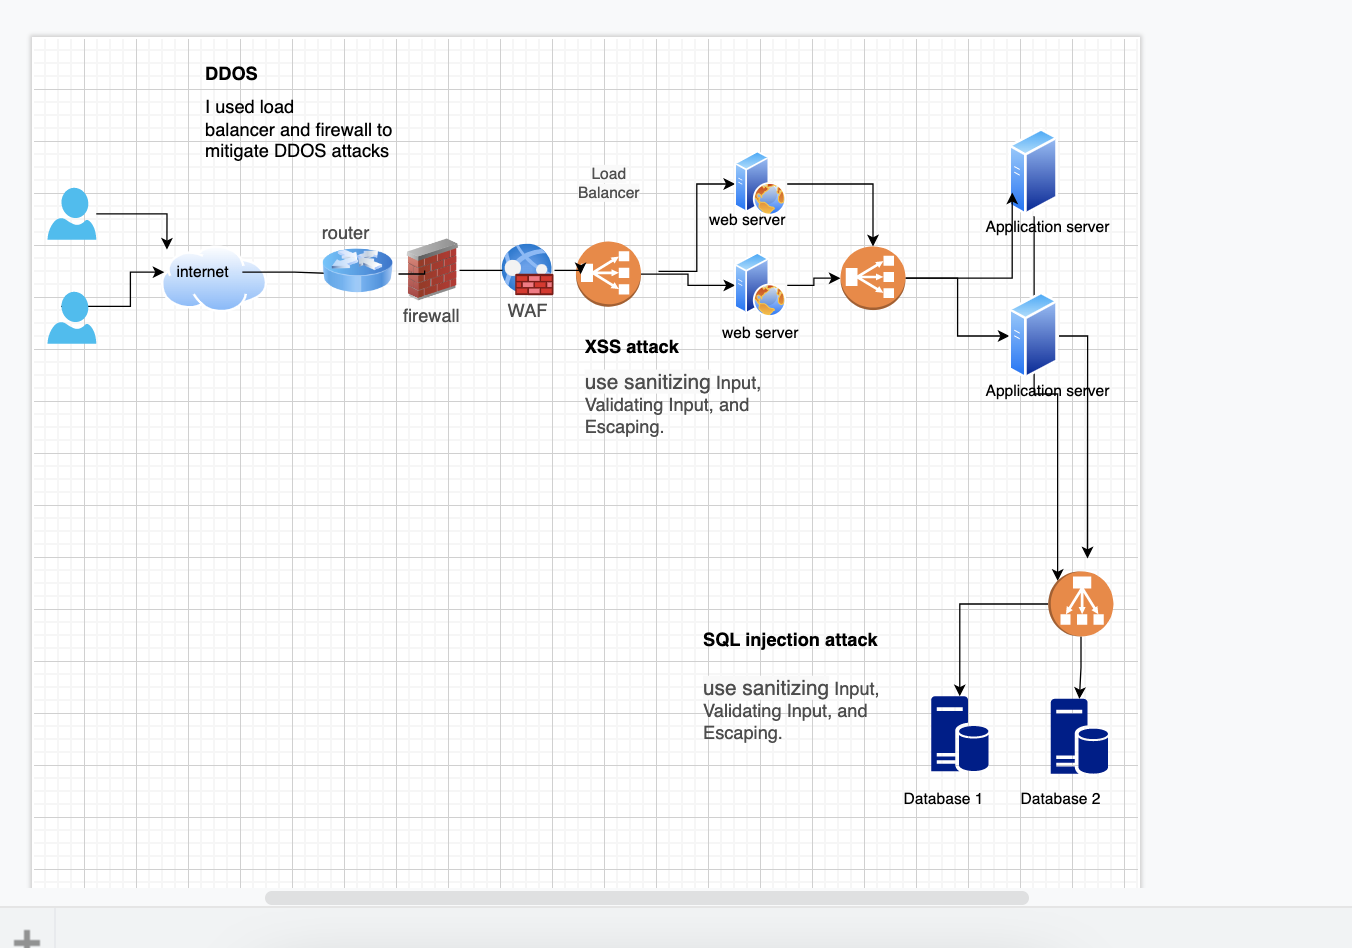 DDOS
I used load
balancer and firewall to
mitigate DDOS attacks
Load
Balancer
web server
Application server
router
internet
firewall
WAF
web server
XSS attack
use sanitizing Input,
Validating Input, and
Escaping.
Application server
SQL injection attack
use sanitizing Input,
Validating Input, and
Escaping.
Database 1
Database 2